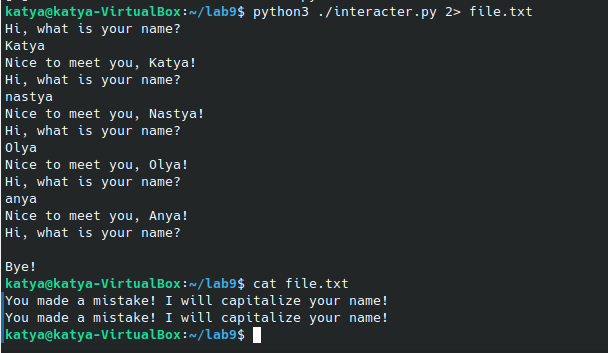 katya@katya-VirtualBox:~/lab9$ python3 ./interacter.py 2> file.txt
Hi, what is your name?
Katya
Nice to meet you, Katya!
Hi, what is your name?
nastya
Nice to meet you, Nastya!
Hi, what is your name?
Olya
Nice to meet you, Olya!
Hi, what is your name?
anya
Nice to meet you, Anya!
Hi, what is your name?
Bye!
katya@katya-VirtualBox:~/lab9$ cat file.txt
You made a mistake! I will capitalize your name!
You made a mistake! I will capitalize your name!
katya@katya-VirtualBox:~/lab9$